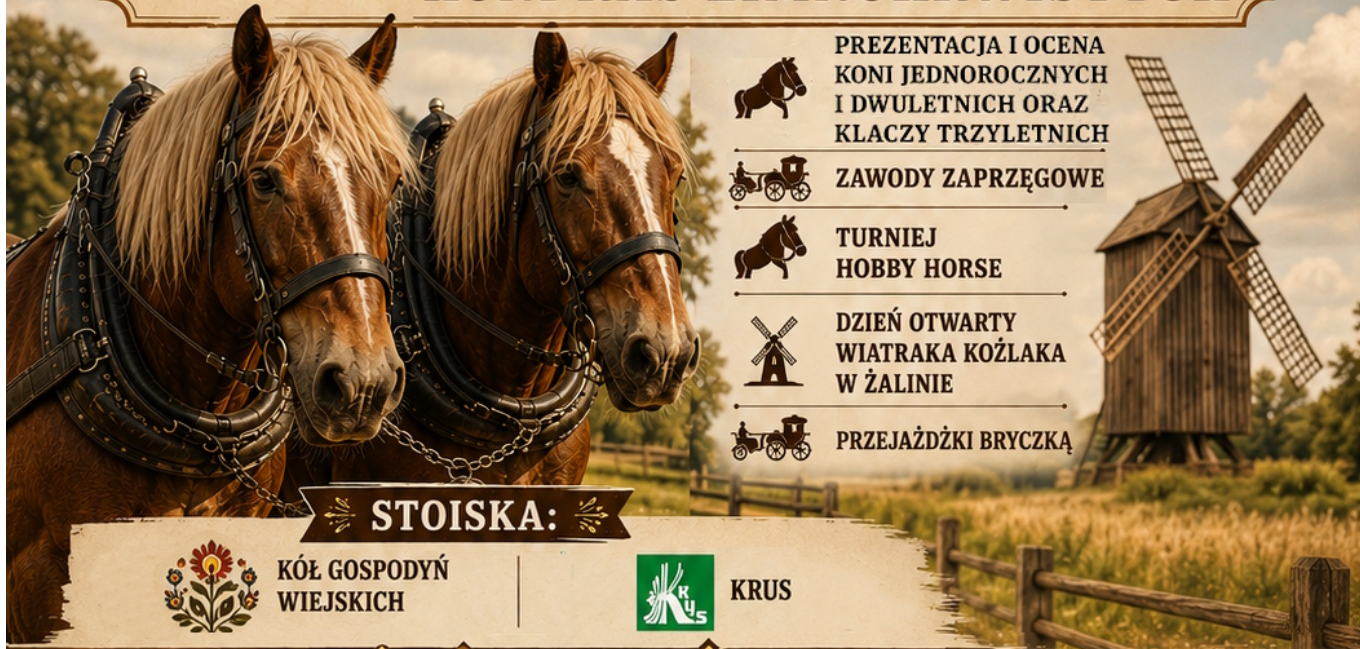 PREZENTACJA I OCENA
KONI JEDNOROCZNYCH
I DWULETNICH ORAZ
KLACZY TRZYLETNICH
ZAWODY ZAPRZĘGOWE
TURNIEJ
HOBBY HORSE
DZIEŃ OTWARTY
WIATRAKA KOŹLAKA
W ŻALINIE
PRZEJAŻDŻKI BRYCZKĄ
STOISKA:
KÓŁ GOSPODYŃ
WIEJSKICH
KRUS
KRUS